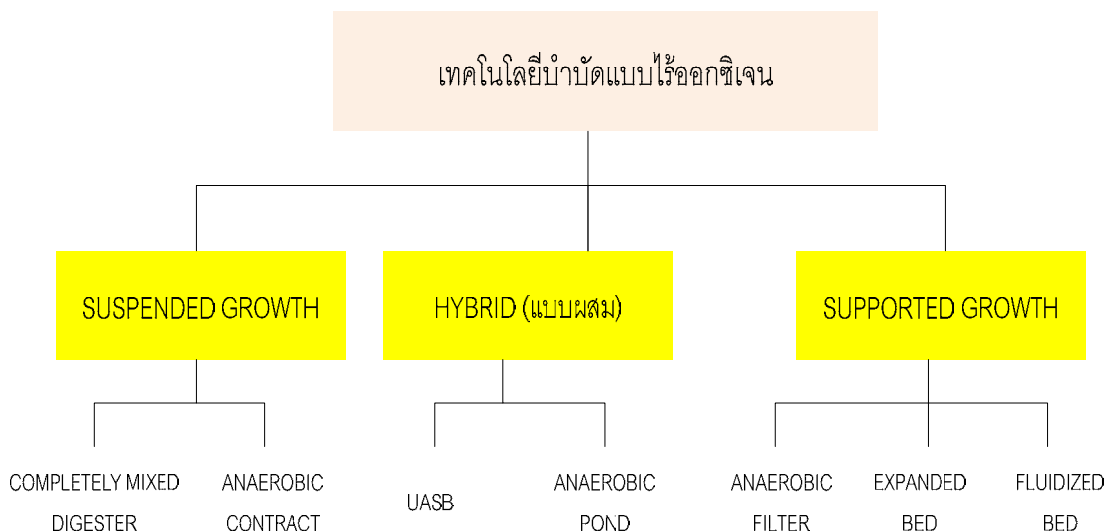 เทคโนโลยีบำบัดแบบไร้ออกซิเจน
SUSPENDED GROWTH
HYBRID (แบบผสม)
SUPPORTED GROWTH
COMPLETELY MIXED
DIGESTER
ANAEROBIC
CONTRACT
UASB
ANAEROBIC
POND
ANAEROBIC
FILTER
EXPANDED
BED
FLUIDIZED
BED